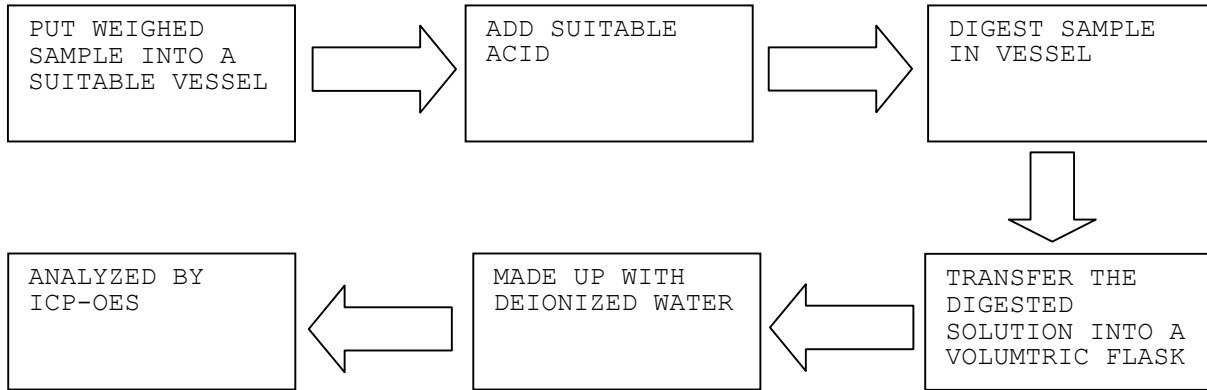 PUT WEIGHED
SAMPLE INTO A
SUITABLE VESSEL
ADD SUITABLE
ACID
DIGEST SAMPLE
IN VESSEL
TRANSFER THE
DIGESTED
SOLUTION INTO A
VOLUMTRIC FLASK
MADE UP WITH
DEIONIZED WATER
ANALYZED BY
ICP-OES